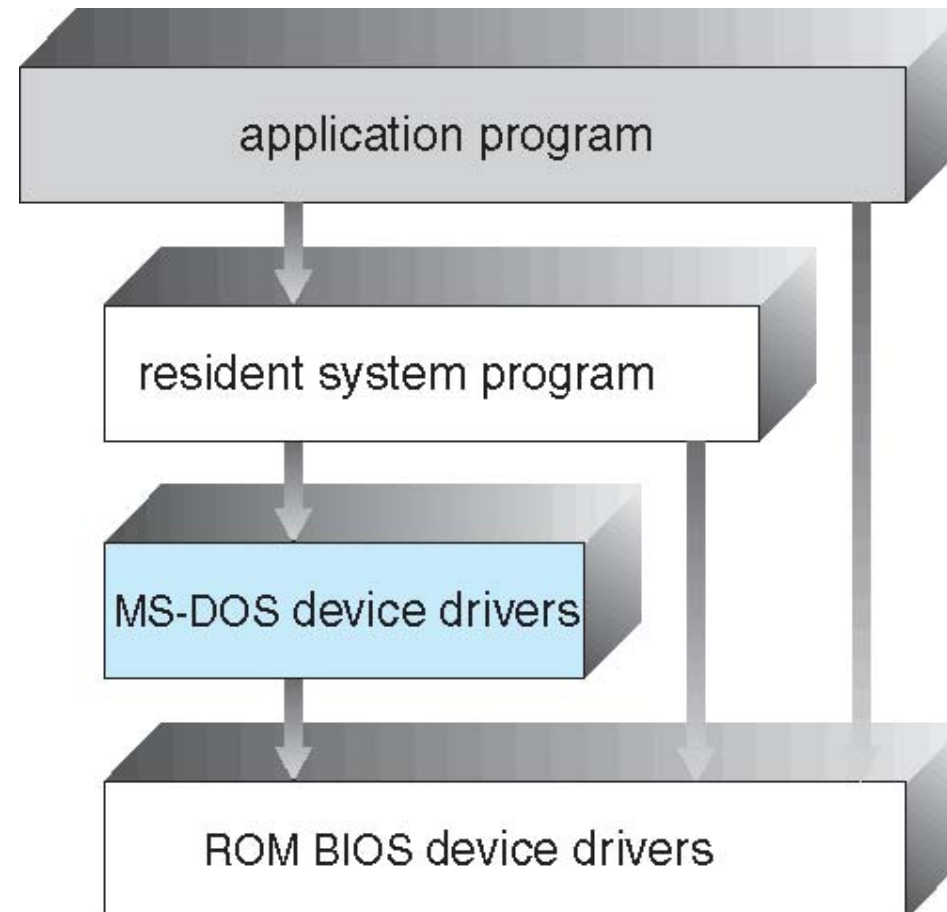 application program
resident system program
MS-DOS device drivers
ROM BIOS device drivers